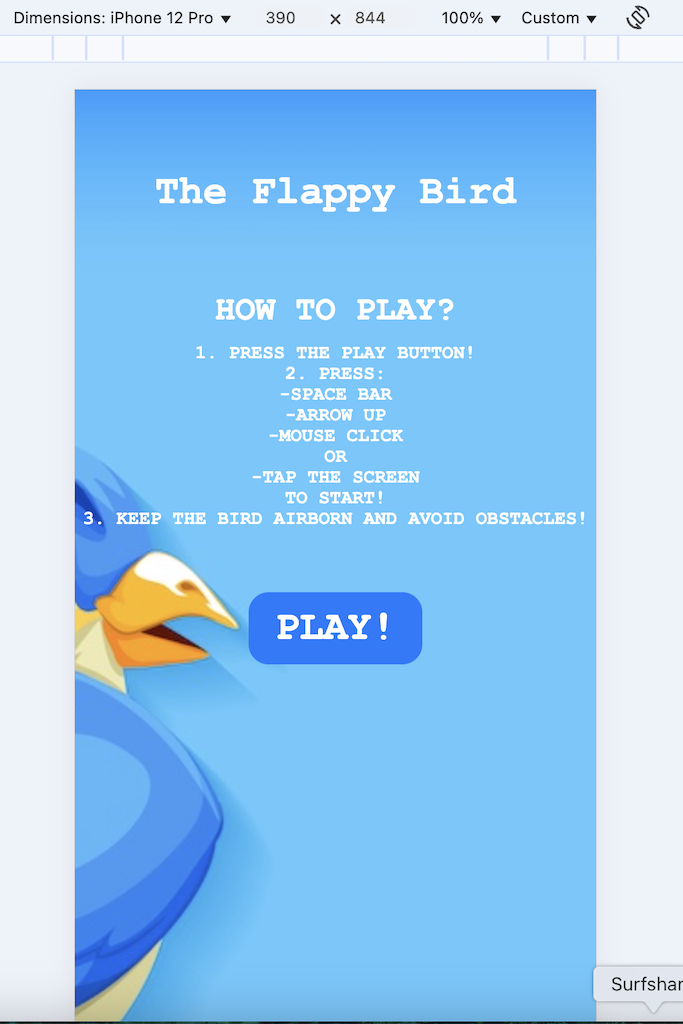 Dimensions: iPhone 12 Pro ▼ 390 × 844 100% ▼ Custom ▼
The Flappy Bird
HOW TO PLAY?
1. PRESS THE PLAY BUTTON!
2. PRESS:
-SPACE BAR
-ARROW UP
-MOUSE CLICK
OR
-TAP THE SCREEN
TO START!
3. KEEP THE BIRD AIRBORN AND AVOID OBSTACLES!
PLAY!
Surfshar